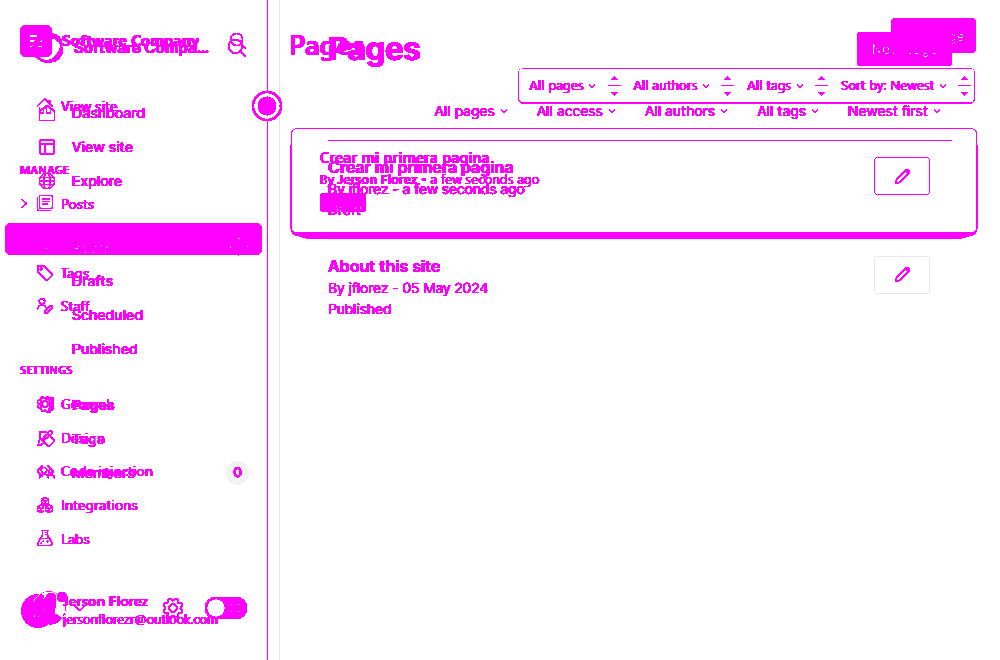 Software Company
Software Compa...
Pages
Pages
All pages
All authors
All tags
Sort by: Newest
All pages
All access
All authors
All tags
Newest first
View site
Dashboard
View site
MANAGE
Explore
Posts
Tags
Drafts
Staff
Scheduled
Published
SETTINGS
General
Pages
Design
Tags
Code injection
Members
0
Integrations
Labs
Jerson Florez
jersonflorezr@outlook.com
Crear mi primera pagina
Crear mi primera pagina
By Jerson Florez • a few seconds ago
By jflorez - a few seconds ago
Draft
About this site
By jflorez - 05 May 2024
Published